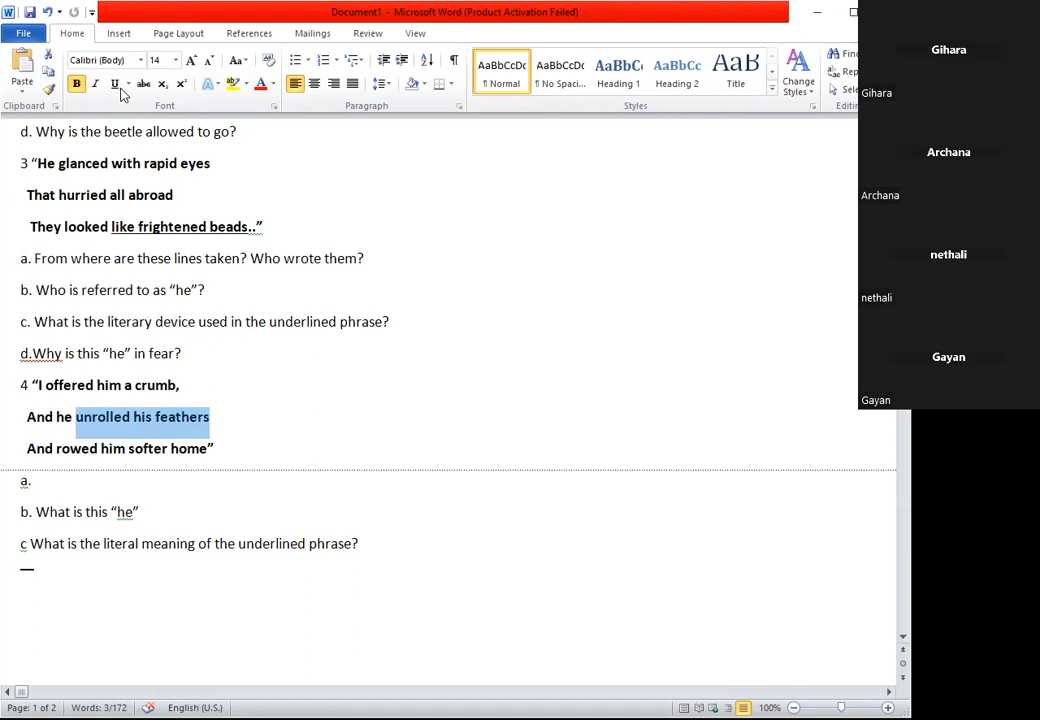 Document1 - Microsoft Word (Product Activation Failed)
File Home Insert Page Layout References Mailings Review View
Calibri (Body) 14
Paste
AaBbCcDc AaBbCcDc AaBbC AaBbCc AaB
¶ Normal ¶ No Spaci... Heading 1 Heading 2 Title
Change Styles
Clipboard Font Paragraph Styles
d. Why is the beetle allowed to go?
3 “He glanced with rapid eyes
That hurried all abroad
They looked like frightened beads..”
a. From where are these lines taken? Who wrote them?
b. Who is referred to as “he”?
c. What is the literary device used in the underlined phrase?
d.Why is this “he” in fear?
4 “I offered him a crumb,
And he unrolled his feathers
And rowed him softer home”
a.
b. What is this “he”
c What is the literal meaning of the underlined phrase?
Page: 1 of 2 Words: 3/172 English (U.S.) 100%
Gihara
Gihara
Archana
Archana
nethali
nethali
Gayan
Gayan